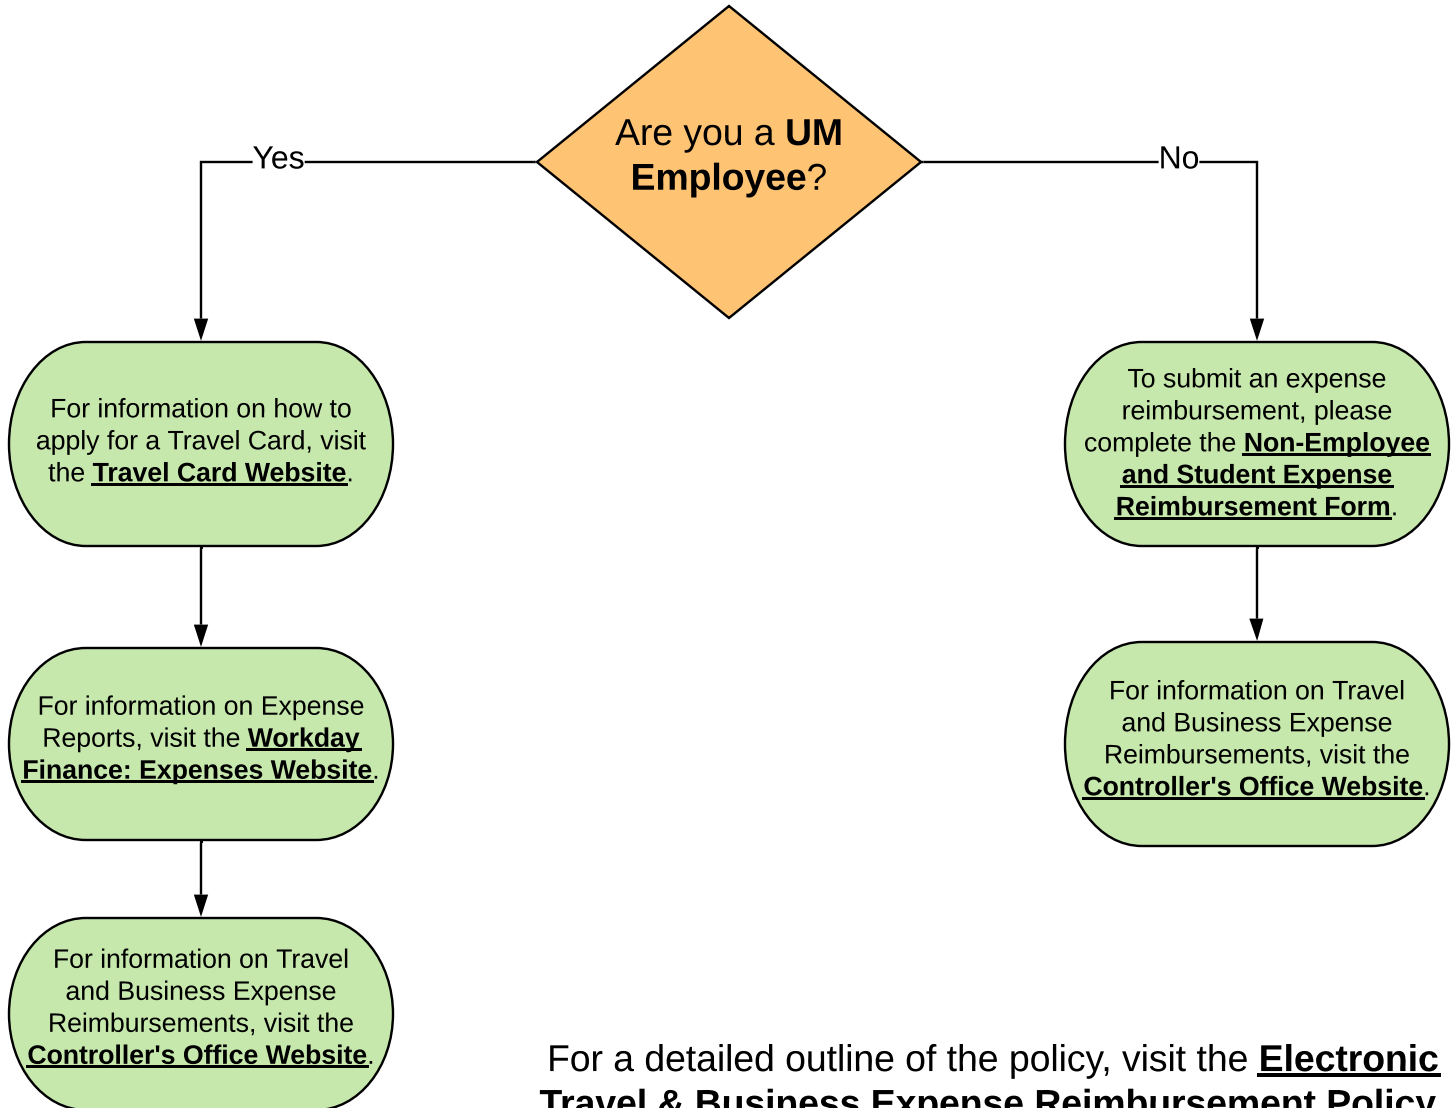 Are you a UM
Employee?
Yes
No
For information on how to
apply for a Travel Card, visit
the Travel Card Website.
To submit an expense
reimbursement, please
complete the Non-Employee
and Student Expense
Reimbursement Form.
For information on Expense
Reports, visit the Workday
Finance: Expenses Website.
For information on Travel
and Business Expense
Reimbursements, visit the
Controller's Office Website.
For information on Travel
and Business Expense
Reimbursements, visit the
Controller's Office Website.
For a detailed outline of the policy, visit the Electronic
Travel & Business Expense Reimbursement Policy